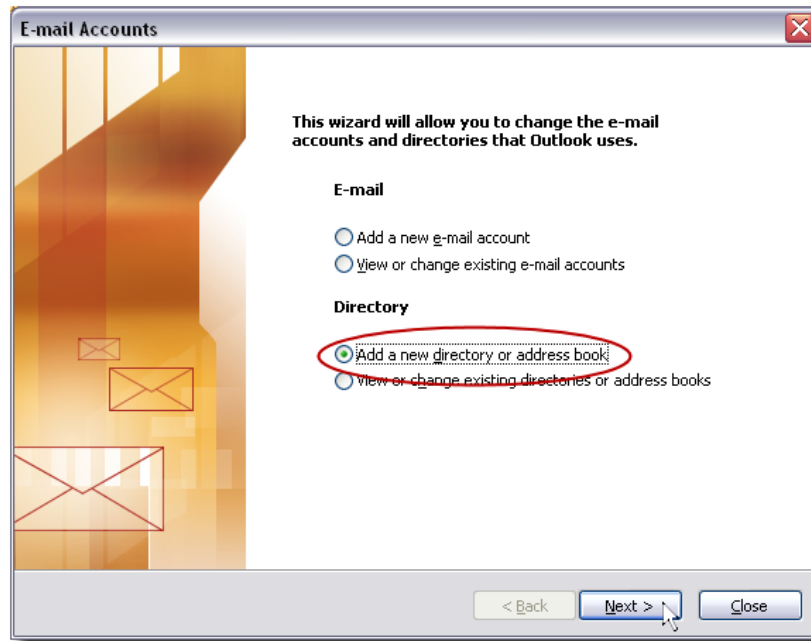 E-mail Accounts
This wizard will allow you to change the e-mail
accounts and directories that Outlook uses.
E-mail
Add a new e-mail account
View or change existing e-mail accounts
Directory
Add a new directory or address book
View or change existing directories or address books
< Back Next > Close